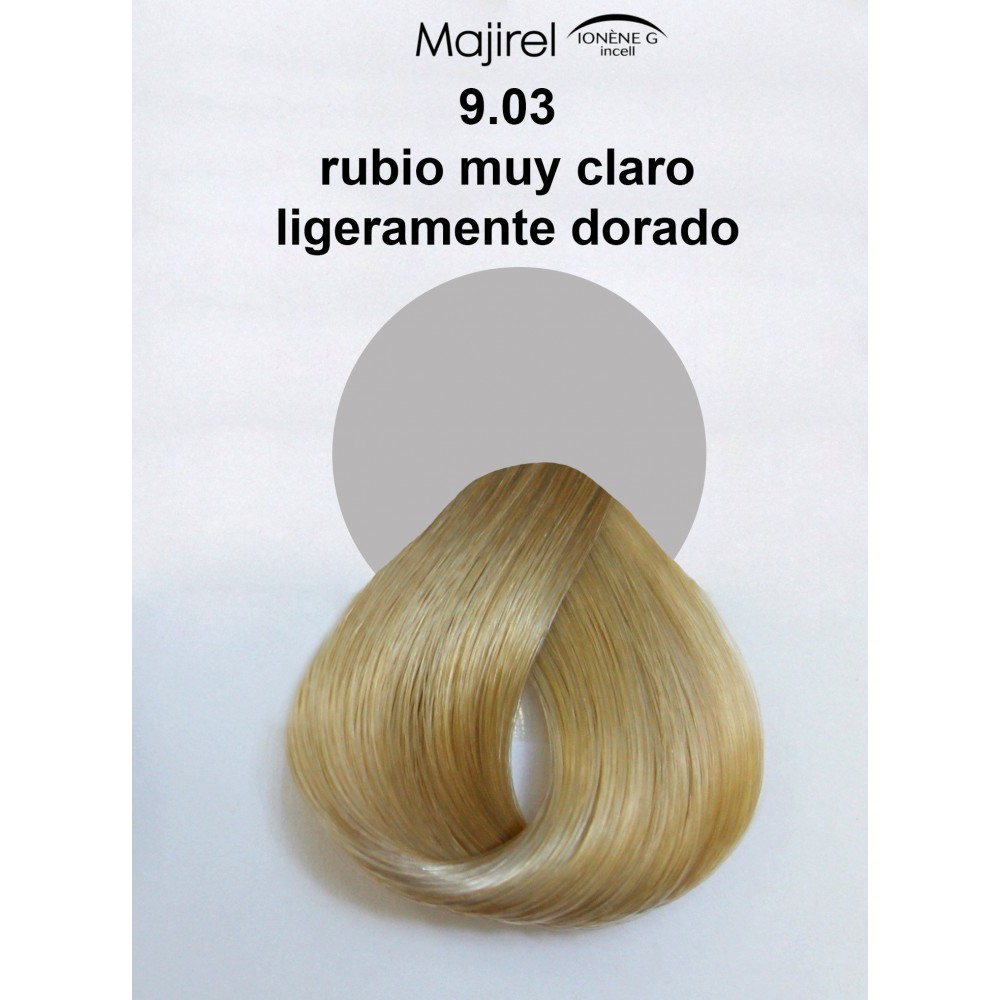 Majirel IONÈNE G
incell
9.03
rubio muy claro
ligeramente dorado